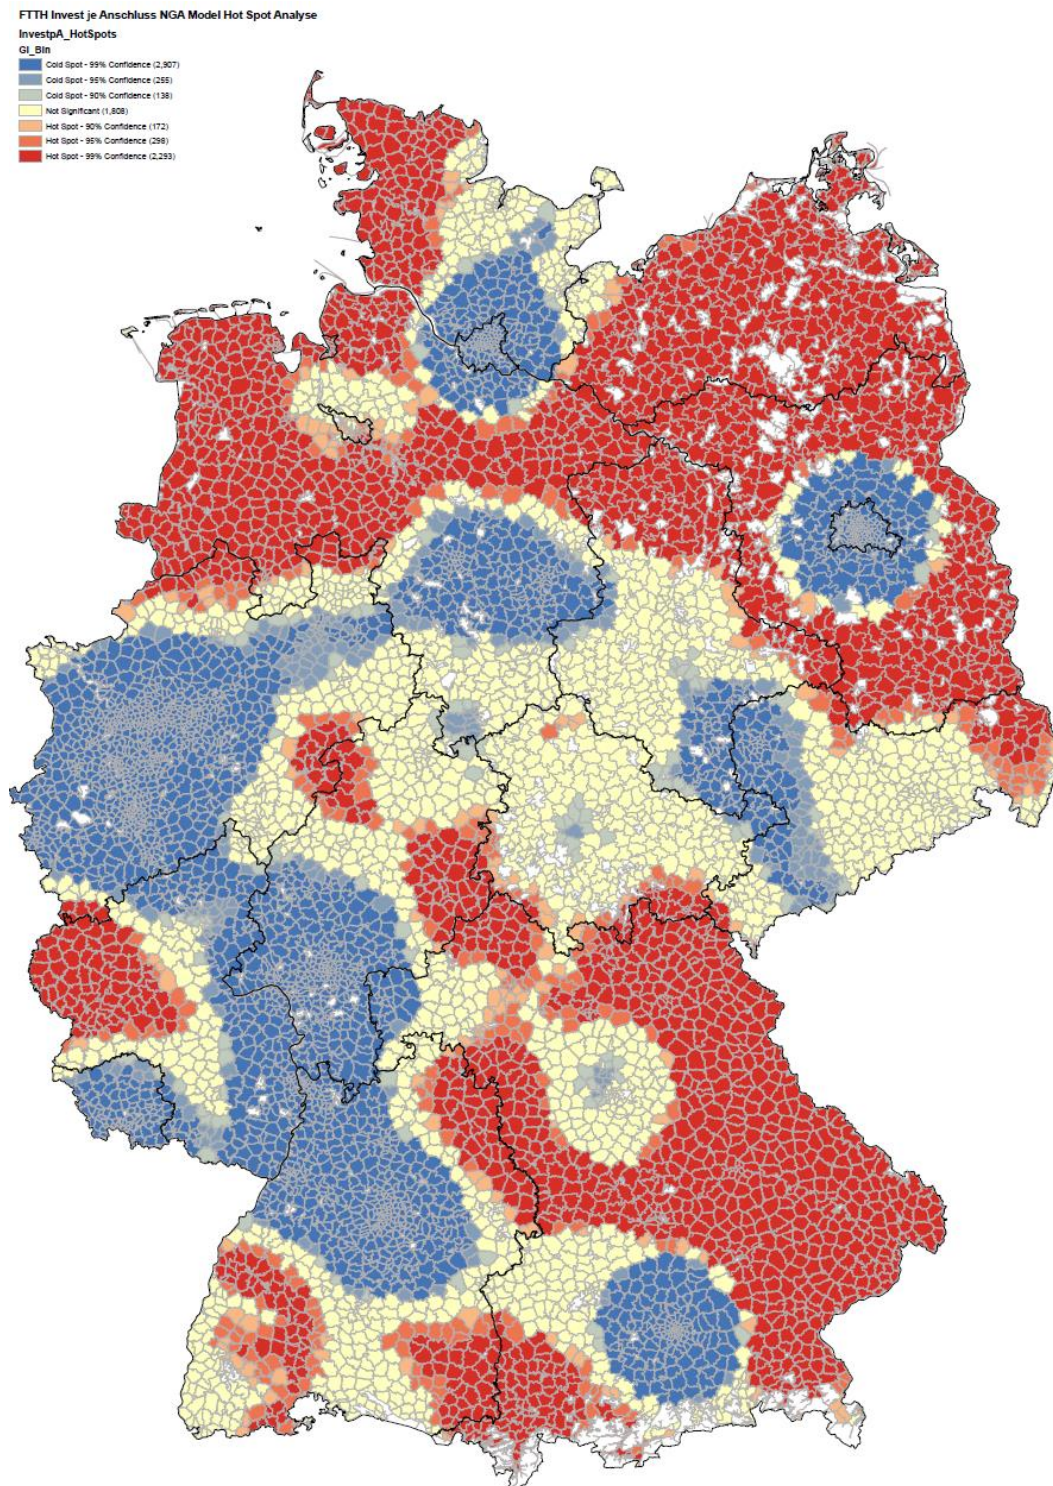 FTTH Invest je Anschluss NGA Model Hot Spot Analyse
InvestpA_HotSpots
Gi_Bin
Cold Spot - 99% Confidence (2,907)
Cold Spot - 95% Confidence (255)
Cold Spot - 90% Confidence (138)
Not Significant (1,808)
Hot Spot - 90% Confidence (172)
Hot Spot - 95% Confidence (298)
Hot Spot - 99% Confidence (2,293)